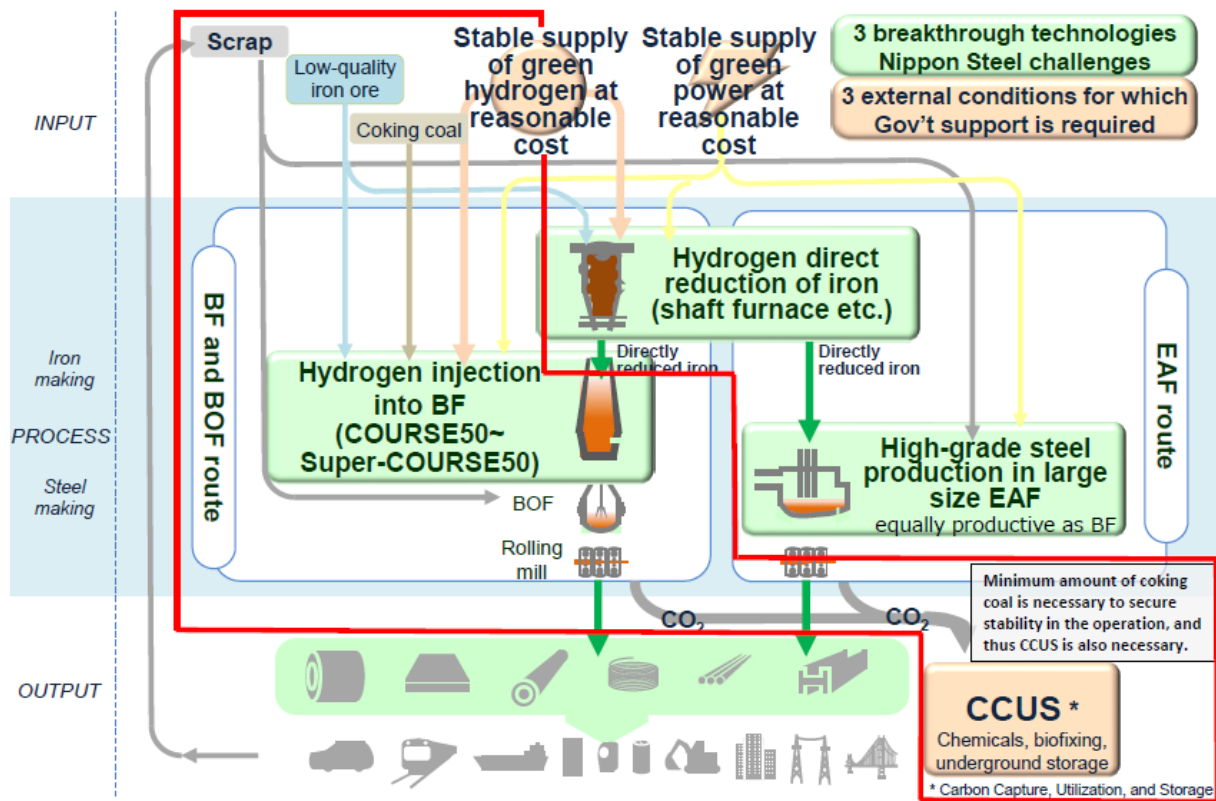 Scrap
Low-quality
iron ore
Coking coal
Stable supply
of green
hydrogen at
reasonable
cost
Stable supply
of green
power at
reasonable
cost
3 breakthrough technologies
Nippon Steel challenges
3 external conditions for which
Gov't support is required
INPUT
BF and BOF route
Hydrogen direct
reduction of iron
(shaft furnace etc.)
EAF route
Iron
making
PROCESS
Steel
making
Directly
reduced iron
Directly
reduced iron
Hydrogen injection
into BF
(COURSE50~
Super-COURSE50)
High-grade steel
production in large
size EAF
equally productive as BF
BOF
Rolling
mill
CO2
CO2
Minimum amount of coking
coal is necessary to secure
stability in the operation, and
thus CCUS is also necessary.
OUTPUT
CCUS *
Chemicals, biofixing,
underground storage
* Carbon Capture, Utilization, and Storage